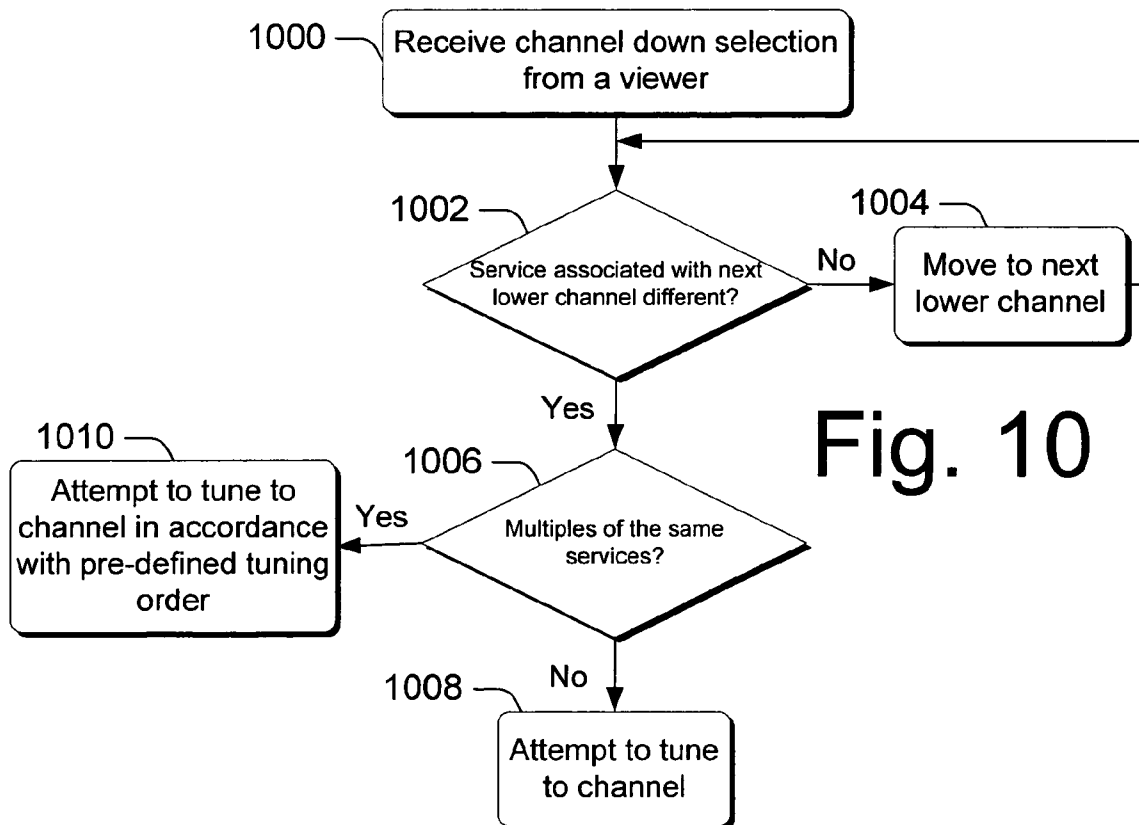 1000
Receive channel down selection
from a viewer
1002
Service associated with next
lower channel different?
No
1004
Move to next
lower channel
Yes
Fig. 10
1010
Attempt to tune to
channel in accordance
with pre-defined tuning
order
Yes
1006
Multiples of the same
services?
No
1008
Attempt to tune
to channel